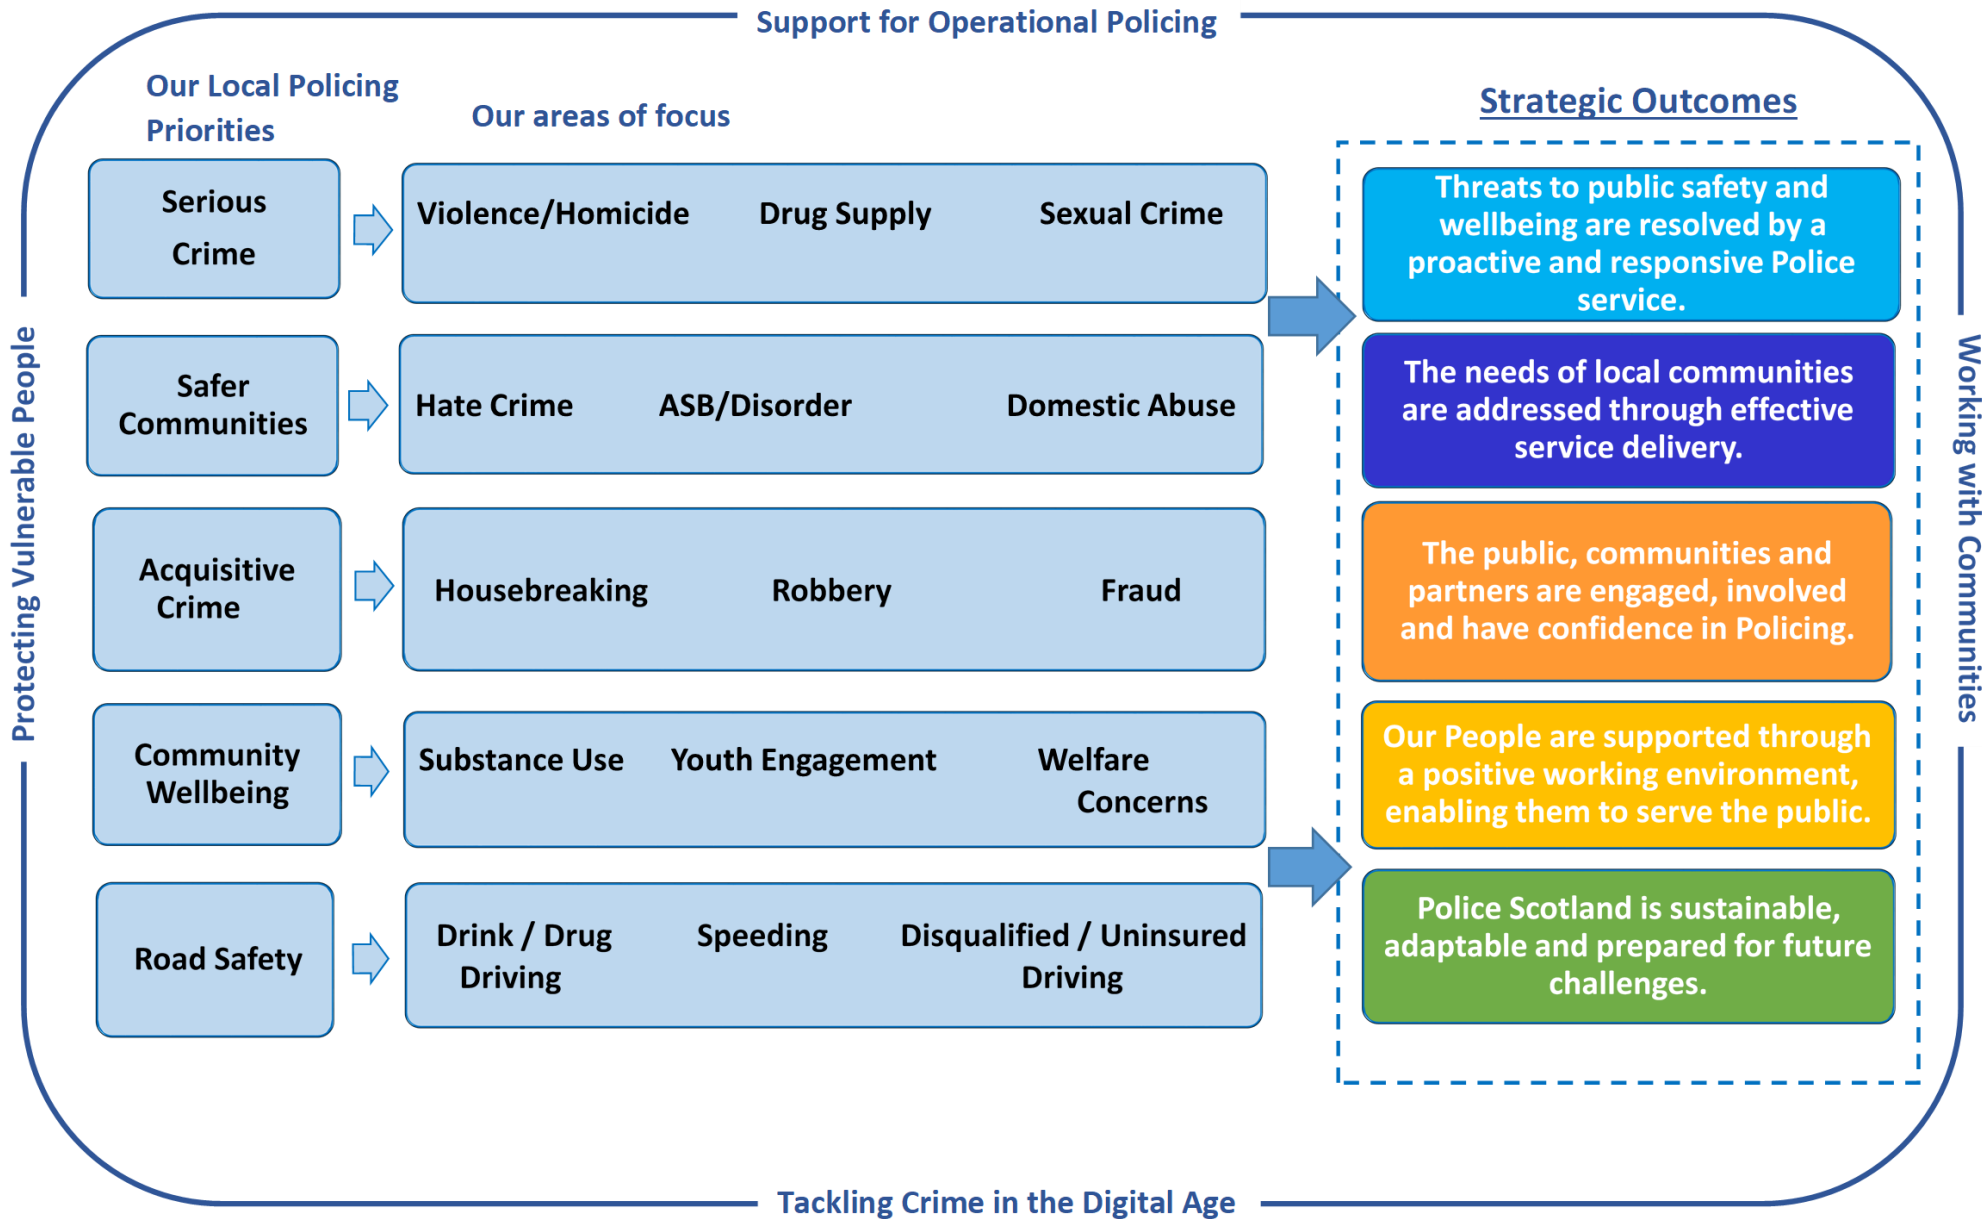 Support for Operational Policing
Our Local Policing
Priorities
Our areas of focus
Strategic Outcomes
Protecting Vulnerable People
Working with Communities
Serious
Crime
Violence/Homicide Drug Supply Sexual Crime
Safer
Communities
Hate Crime ASB/Disorder Domestic Abuse
Acquisitive
Crime
Housebreaking Robbery Fraud
Community
Wellbeing
Substance Use Youth Engagement Welfare
Concerns
Road Safety
Drink / Drug Speeding Disqualified / Uninsured
Driving Driving
Threats to public safety and
wellbeing are resolved by a
proactive and responsive Police
service.
The needs of local communities
are addressed through effective
service delivery.
The public, communities and
partners are engaged, involved
and have confidence in Policing.
Our People are supported through
a positive working environment,
enabling them to serve the public.
Police Scotland is sustainable,
adaptable and prepared for future
challenges.
Tackling Crime in the Digital Age